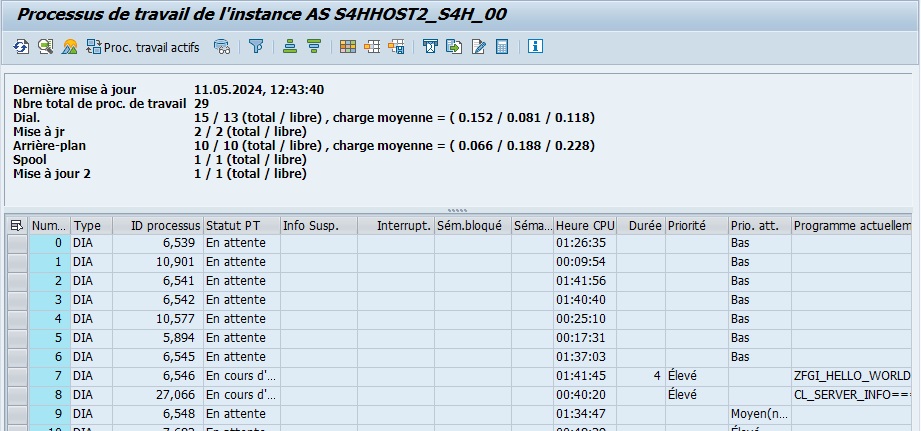 Processus de travail de l'instance AS S4HHOST2_S4H_00
Proc. travail actifs
Dernière mise à jour 11.05.2024, 12:43:40
Nbre total de proc. de travail 29
Dial. 15 / 13 (total / libre) , charge moyenne = ( 0.152 / 0.081 / 0.118)
Mise à jr 2 / 2 (total / libre)
Arrière-plan 10 / 10 (total / libre) , charge moyenne = ( 0.066 / 0.188 / 0.228)
Spool 1 / 1 (total / libre)
Mise à jour 2 1 / 1 (total / libre)
Num... Type ID processus Statut PT Info Susp. Interrupt. Sém.bloqué Séma... Heure CPU Durée Priorité Prio. att. Programme actuellem
0 DIA 6,539 En attente 01:26:35 Bas
1 DIA 10,901 En attente 00:09:54 Bas
2 DIA 6,541 En attente 01:41:56 Bas
3 DIA 6,542 En attente 01:40:40 Bas
4 DIA 10,577 En attente 00:25:10 Bas
5 DIA 5,894 En attente 00:17:31 Bas
6 DIA 6,545 En attente 01:37:03 Bas
7 DIA 6,546 En cours d'... 01:41:45 4 Élevé ZFGI_HELLO_WORLD
8 DIA 27,066 En cours d'... 00:40:20 Élevé CL_SERVER_INFO===
9 DIA 6,548 En attente 01:34:47 Moyen(n...